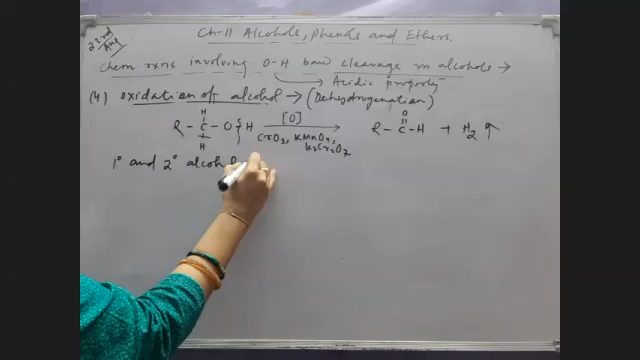 Ch-11 Alcohols, Phenols and Ethers.
23rd Aug
Chem rxns involving O-H bond cleavage in alcohols →
Acidic property.
(4) Oxidation of alcohol → (Dehydrogenation)
H O
R - C - O H [O] R - C - H + H2 ↑
H CrO3, KMnO4, K2Cr2O7
1° and 2° alcohol